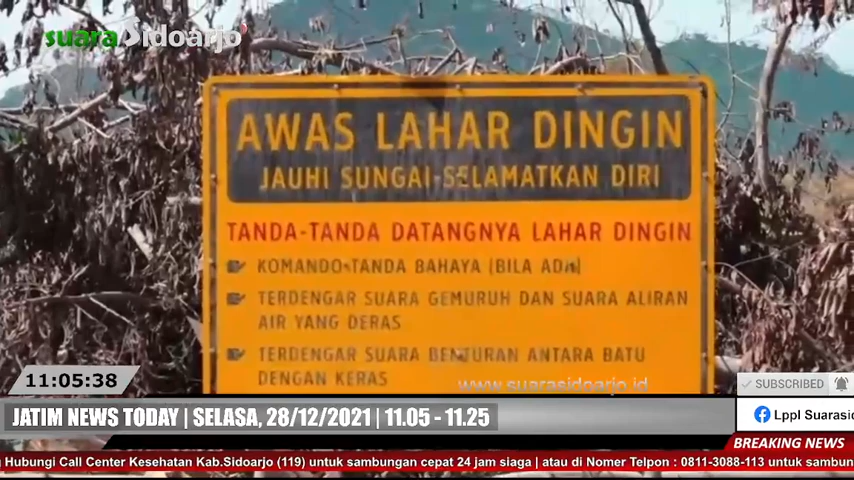 suaraSidoarjo
AWAS LAHAR DINGIN
JAUHI SUNGAI-SELAMATKAN DIRI
TANDA-TANDA DATANGNYA LAHAR DINGIN
KOMANDO-TANDA BAHAYA (BILA ADA)
TERDENGAR SUARA GEMURUH DAN SUARA ALIRAN
AIR YANG DERAS
TERDENGAR SUARA BENTURAN ANTARA BATU
DENGAN KERAS
www.suarasidoarjo.id
11:05:38
SUBSCRIBED
JATIM NEWS TODAY | SELASA, 28/12/2021 | 11.05 - 11.25
Lppl Suarasid
BREAKING NEWS
Hubungi Call Center Kesehatan Kab.Sidoarjo (119) untuk sambungan cepat 24 jam siaga | atau di Nomer Telpon : 0811-3088-113 untuk sambun